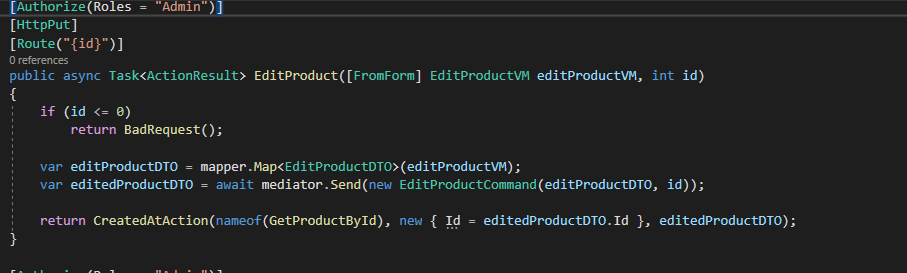 [Authorize(Roles = "Admin")]
[HttpPut]
[Route("{id}")]
0 references
public async Task<ActionResult> EditProduct([FromForm] EditProductVM editProductVM, int id)
{
if (id <= 0)
return BadRequest();
var editProductDTO = mapper.Map<EditProductDTO>(editProductVM);
var editedProductDTO = await mediator.Send(new EditProductCommand(editProductDTO, id));
return CreatedAtAction(nameof(GetProductById), new { Id = editedProductDTO.Id }, editedProductDTO);
}